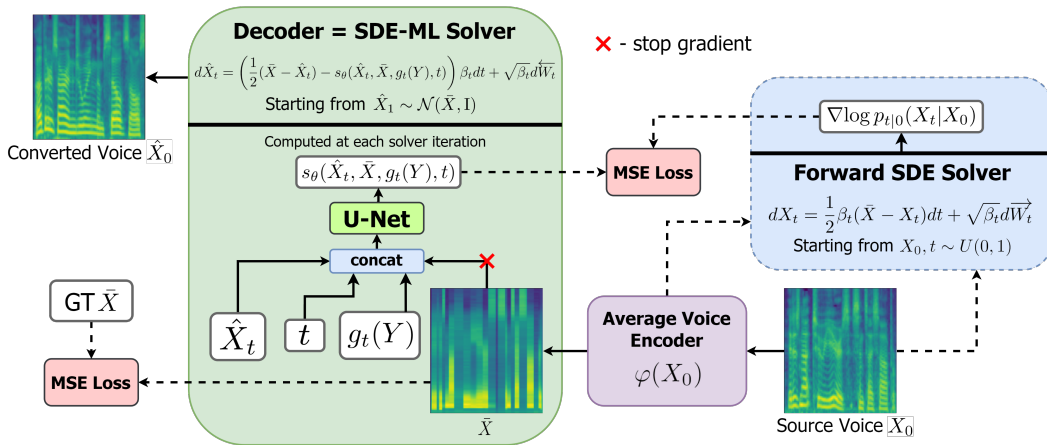 Decoder = SDE-ML Solver
$d\hat{X}_t = \left(\frac{1}{2}(\bar{X} - \hat{X}_t) - s_\theta(\hat{X}_t, \bar{X}, g_t(Y), t)\right)\beta_t dt + \sqrt{\beta_t} d\overleftarrow{W_t}$
Starting from $\hat{X}_1 \sim \mathcal{N}(\bar{X}, \mathrm{I})$
Converted Voice $\hat{X}_0$
Computed at each solver iteration
$s_\theta(\hat{X}_t, \bar{X}, g_t(Y), t)$
U-Net
concat
$\hat{X}_t$
$t$
$g_t(Y)$
$\bar{X}$
GT $\bar{X}$
MSE Loss
× - stop gradient
MSE Loss
$\nabla \log p_{t|0}(X_t|X_0)$
Forward SDE Solver
$dX_t = \frac{1}{2}\beta_t(\bar{X} - X_t)dt + \sqrt{\beta_t} d\overrightarrow{W_t}$
Starting from $X_0, t \sim U(0, 1)$
Average Voice
Encoder
$\varphi(X_0)$
Source Voice $X_0$